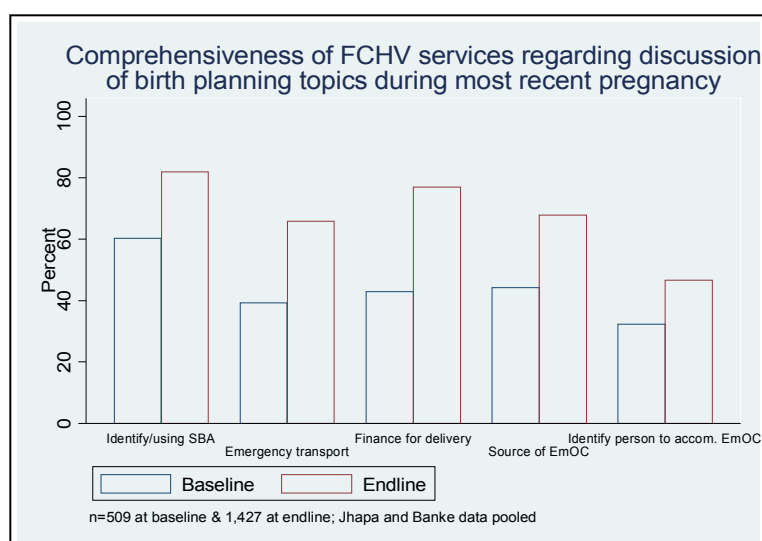 Comprehensiveness of FCHV services regarding discussion
of birth planning topics during most recent pregnancy
100
80
60
40
20
0
Percent
Identify/using SBA
Emergency transport
Finance for delivery
Source of EmOC
Identify person to accom. EmOC
Baseline
Endline
n=509 at baseline & 1,427 at endline; Jhapa and Banke data pooled